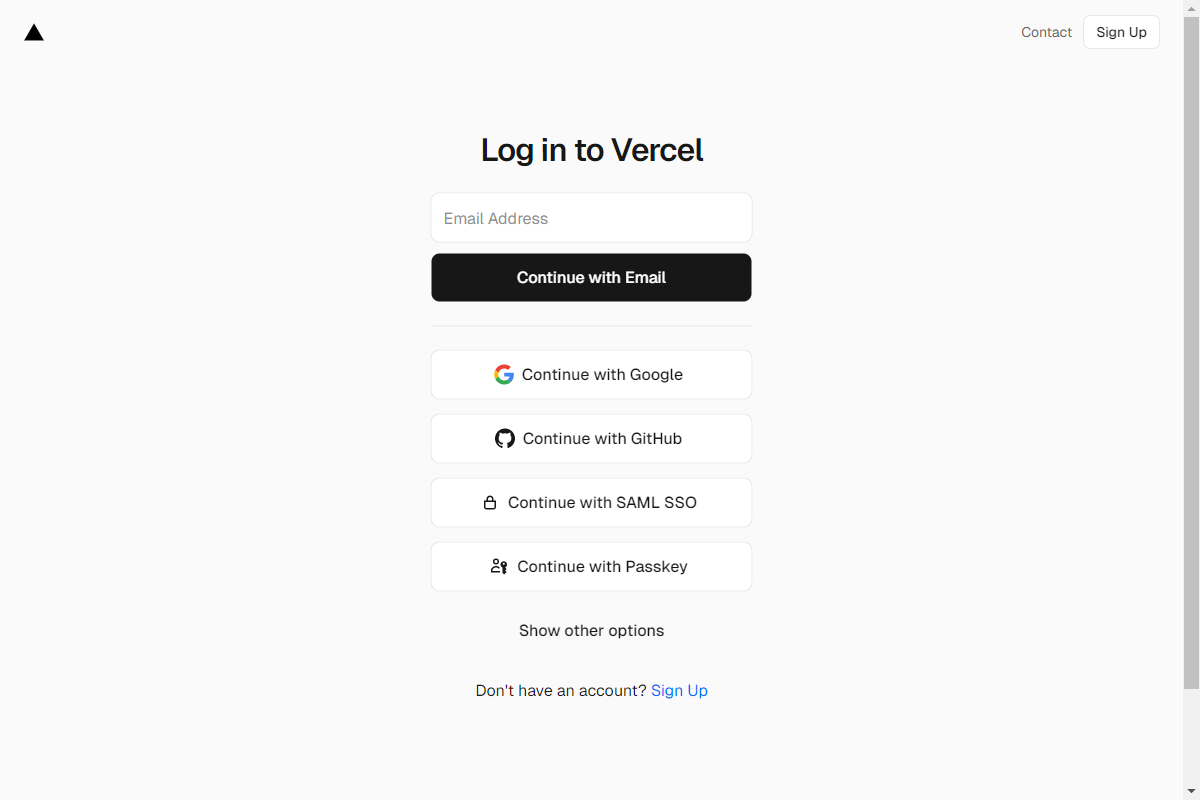 Contact
Sign Up
Log in to Vercel
Email Address
Continue with Email
Continue with Google
Continue with GitHub
Continue with SAML SSO
Continue with Passkey
Show other options
Don't have an account? Sign Up